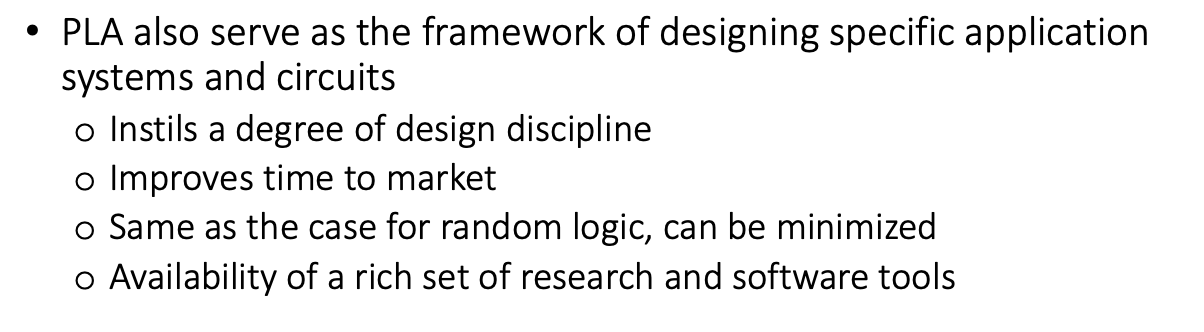 • PLA also serve as the framework of designing specific application
systems and circuits
o Instils a degree of design discipline
o Improves time to market
o Same as the case for random logic, can be minimized
o Availability of a rich set of research and software tools